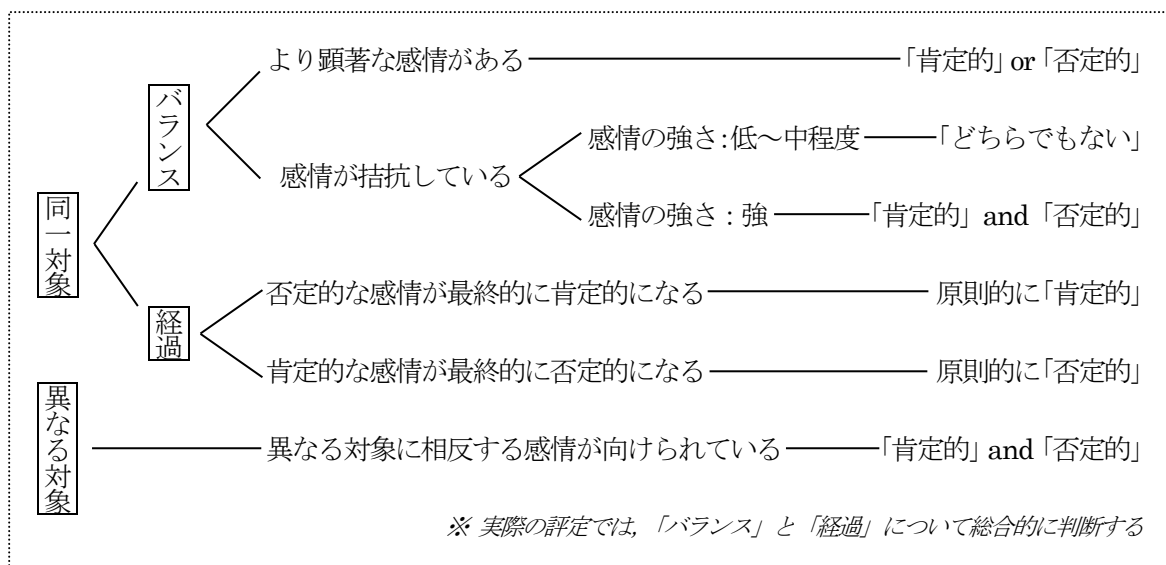 より顕著な感情がある 「肯定的」 or 「否定的」
バランス
感情の強さ:低～中程度 「どちらでもない」
感情が拮抗している
感情の強さ：強 「肯定的」 and 「否定的」
同一対象
否定的な感情が最終的に肯定的になる 原則的に「肯定的」
経過
肯定的な感情が最終的に否定的になる 原則的に「否定的」
異なる対象
異なる対象に相反する感情が向けられている 「肯定的」 and 「否定的」
※ 実際の評定では, 「バランス」と「経過」について総合的に判断する